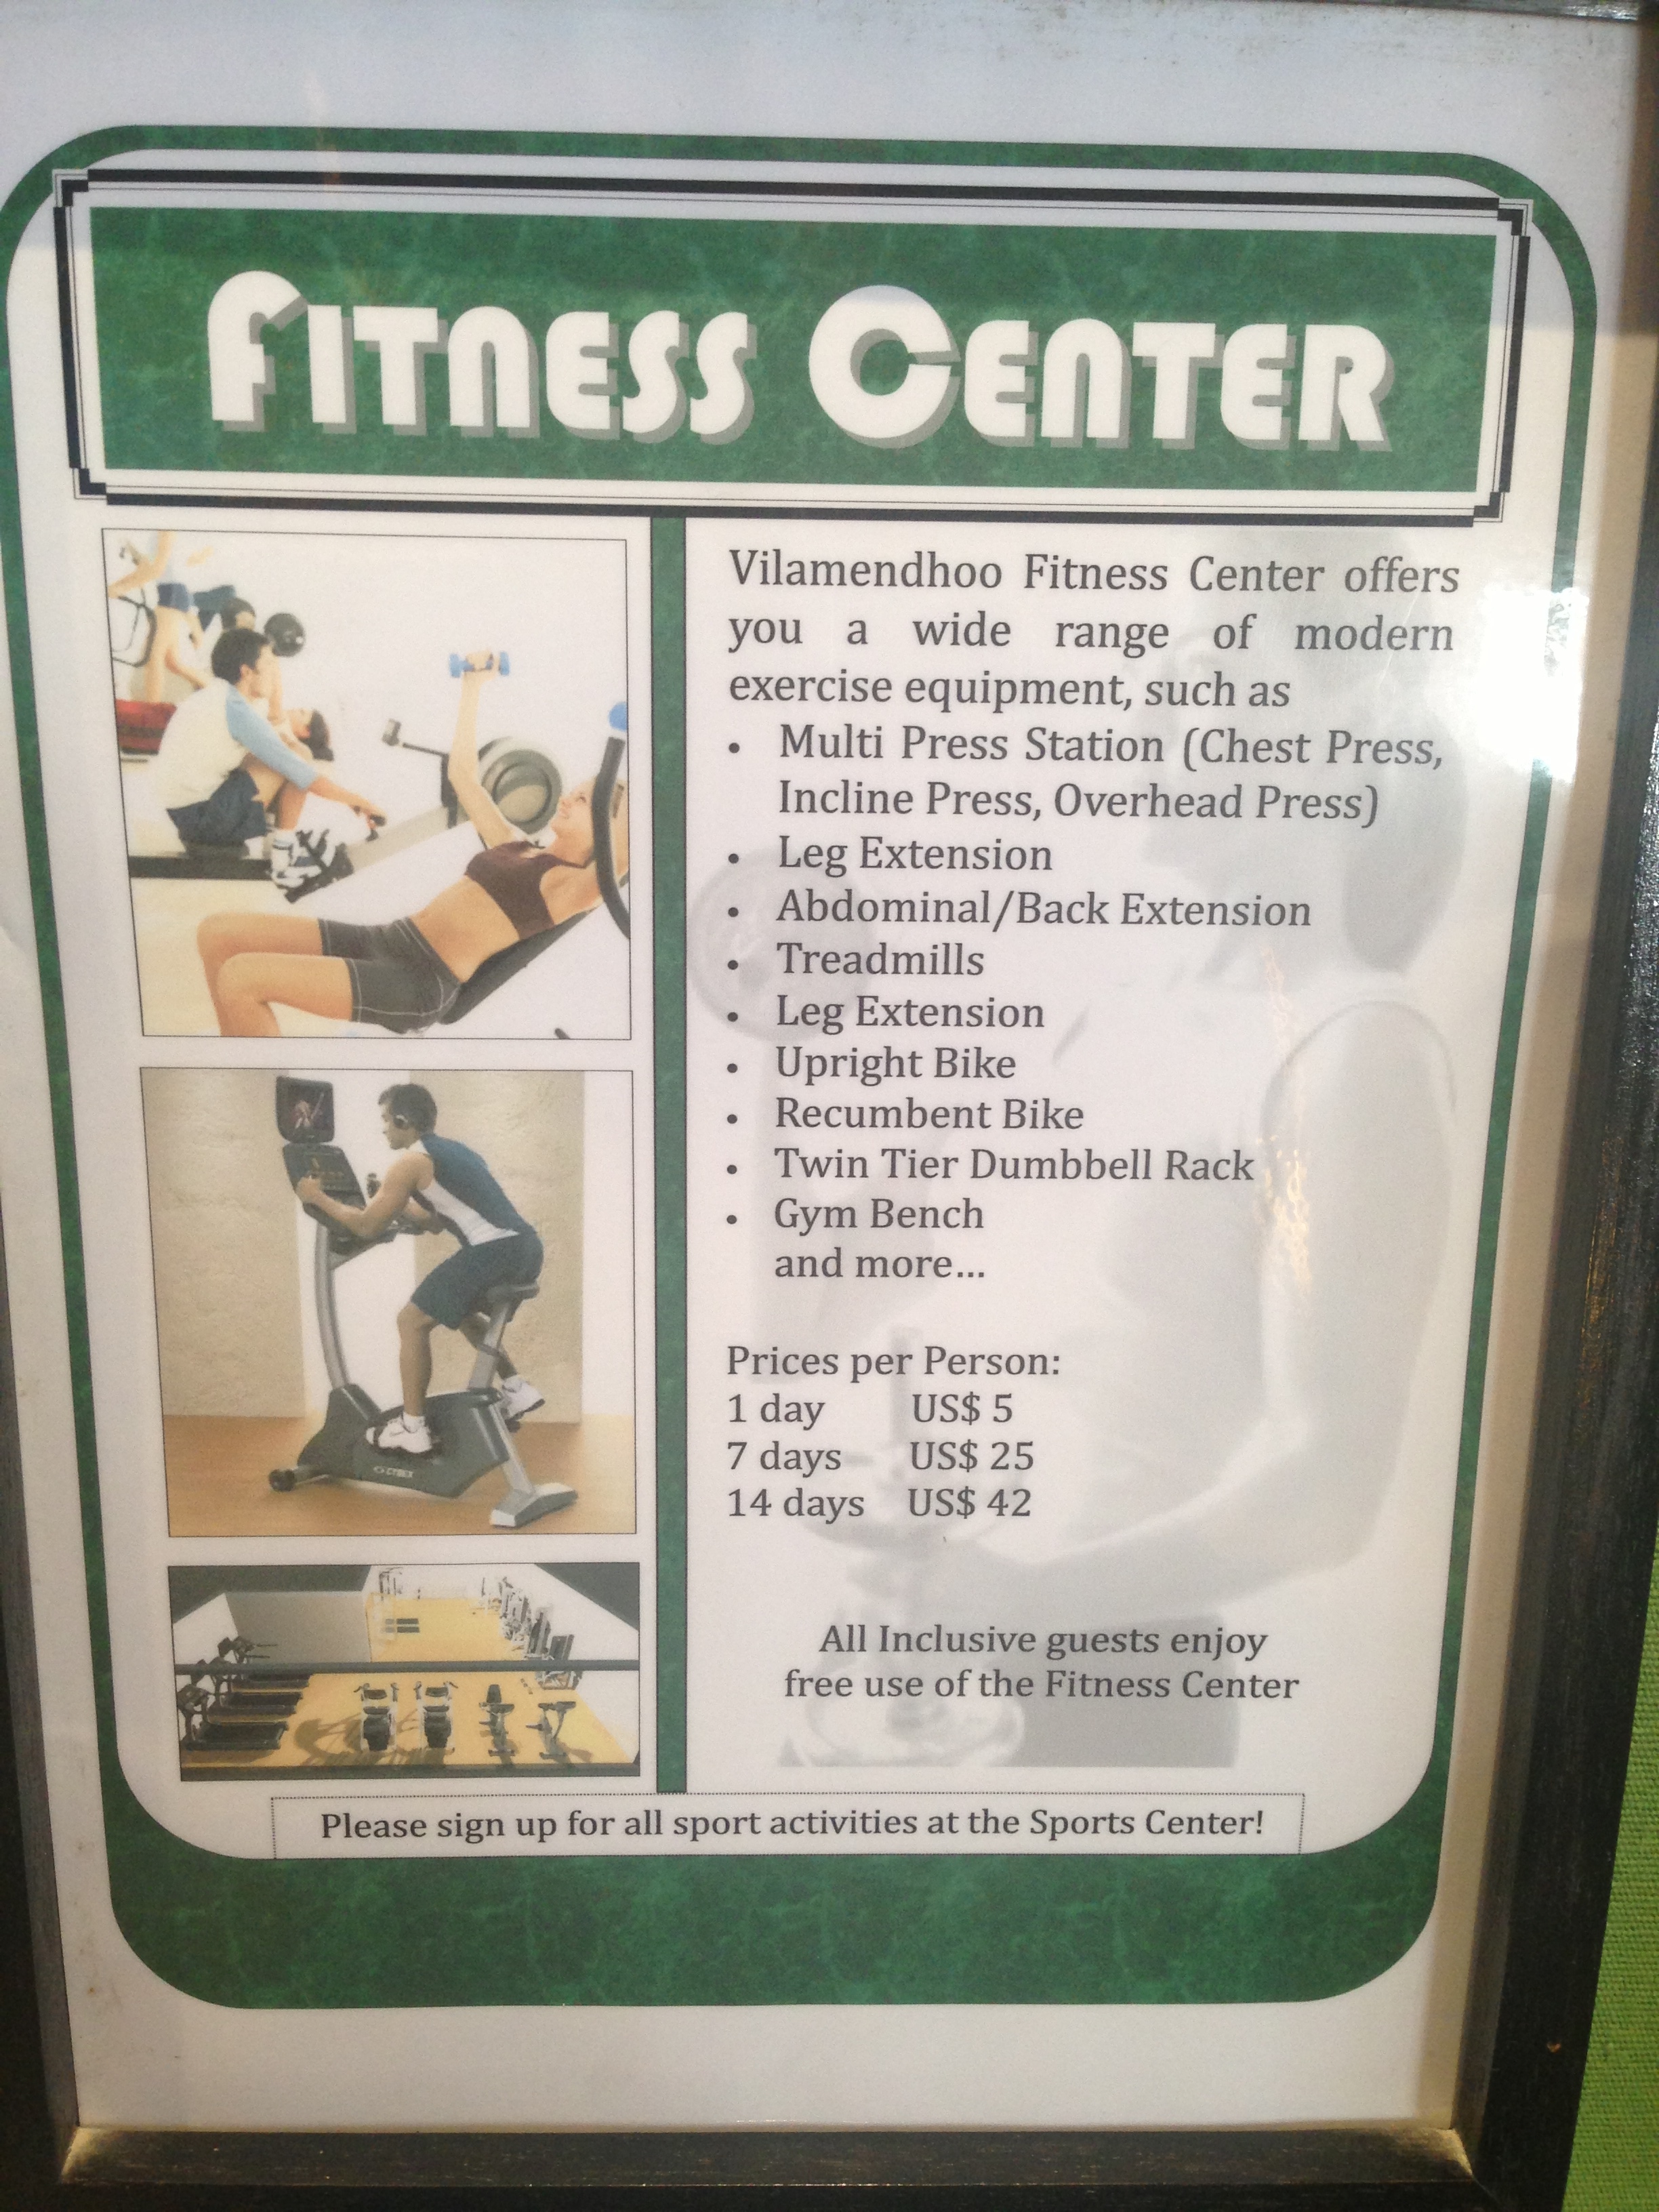 FITNESS CENTER
Vilamendhoo Fitness Center offers
you a wide range of modern
exercise equipment, such as
• Multi Press Station (Chest Press,
Incline Press, Overhead Press)
• Leg Extension
• Abdominal/Back Extension
• Treadmills
• Leg Extension
• Upright Bike
• Recumbent Bike
• Twin Tier Dumbbell Rack
• Gym Bench
and more...
Prices per Person:
1 day US$ 5
7 days US$ 25
14 days US$ 42
All Inclusive guests enjoy
free use of the Fitness Center
Please sign up for all sport activities at the Sports Center!